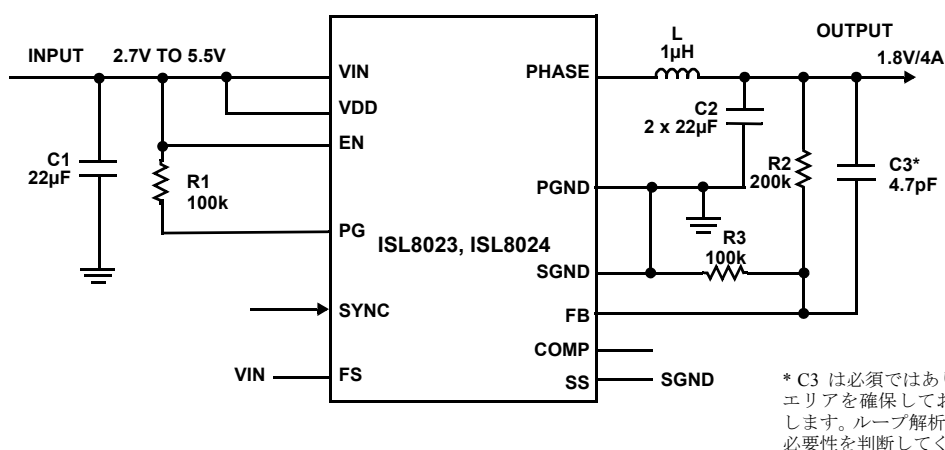 INPUT
2.7V TO 5.5V
C1
22µF
R1
100k
VIN
VDD
EN
PG
SYNC
VIN
FS
ISL8023, ISL8024
PHASE
PGND
SGND
FB
COMP
SS
SGND
L
1µH
C2
2 x 22µF
R2
200k
R3
100k
C3*
4.7pF
OUTPUT
1.8V/4A
* C3 は必須ではあ
エリアを確保してお
します。ループ解析
必要性を判断してく